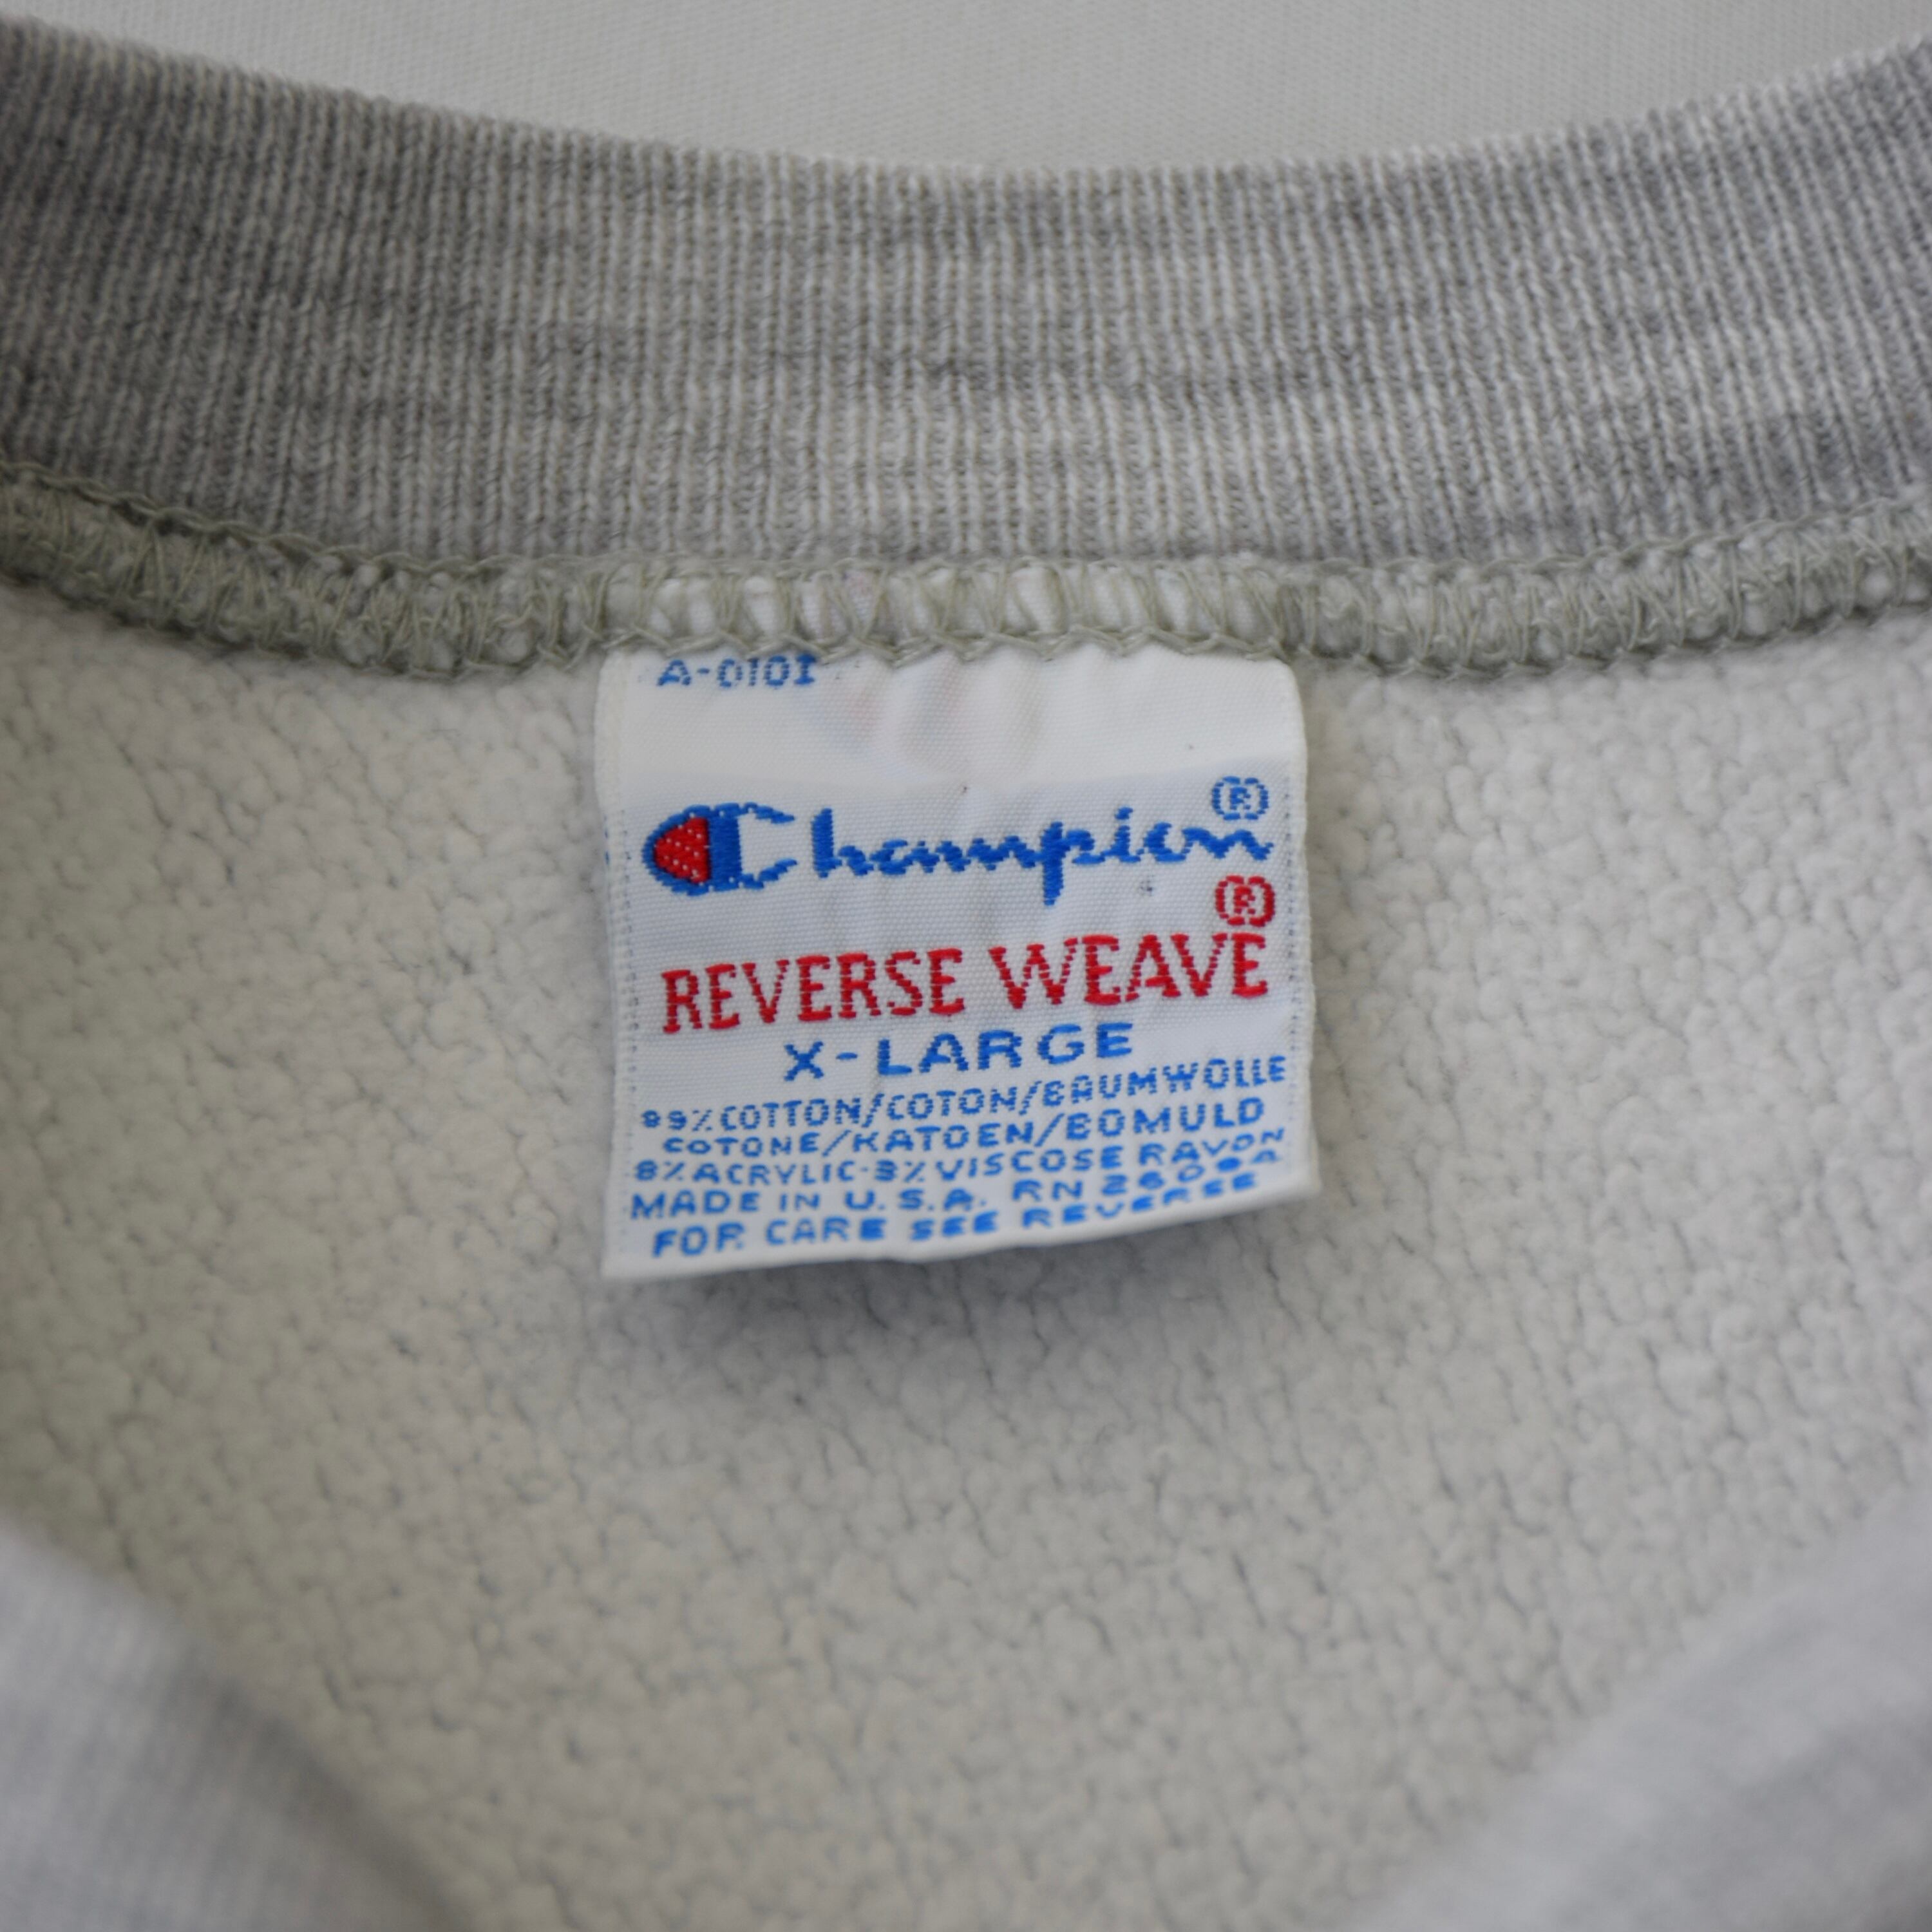 A-0101
Champion®
®
REVERSE WEAVE
X-LARGE
89% COTTON/COTON/BAUMWOLLE
COTONE/KATOEN/BOMULD
8% ACRYLIC-3% VISCOSE RAYON
MADE IN U.S.A. RN 26094
FOR CARE SEE REVERSE